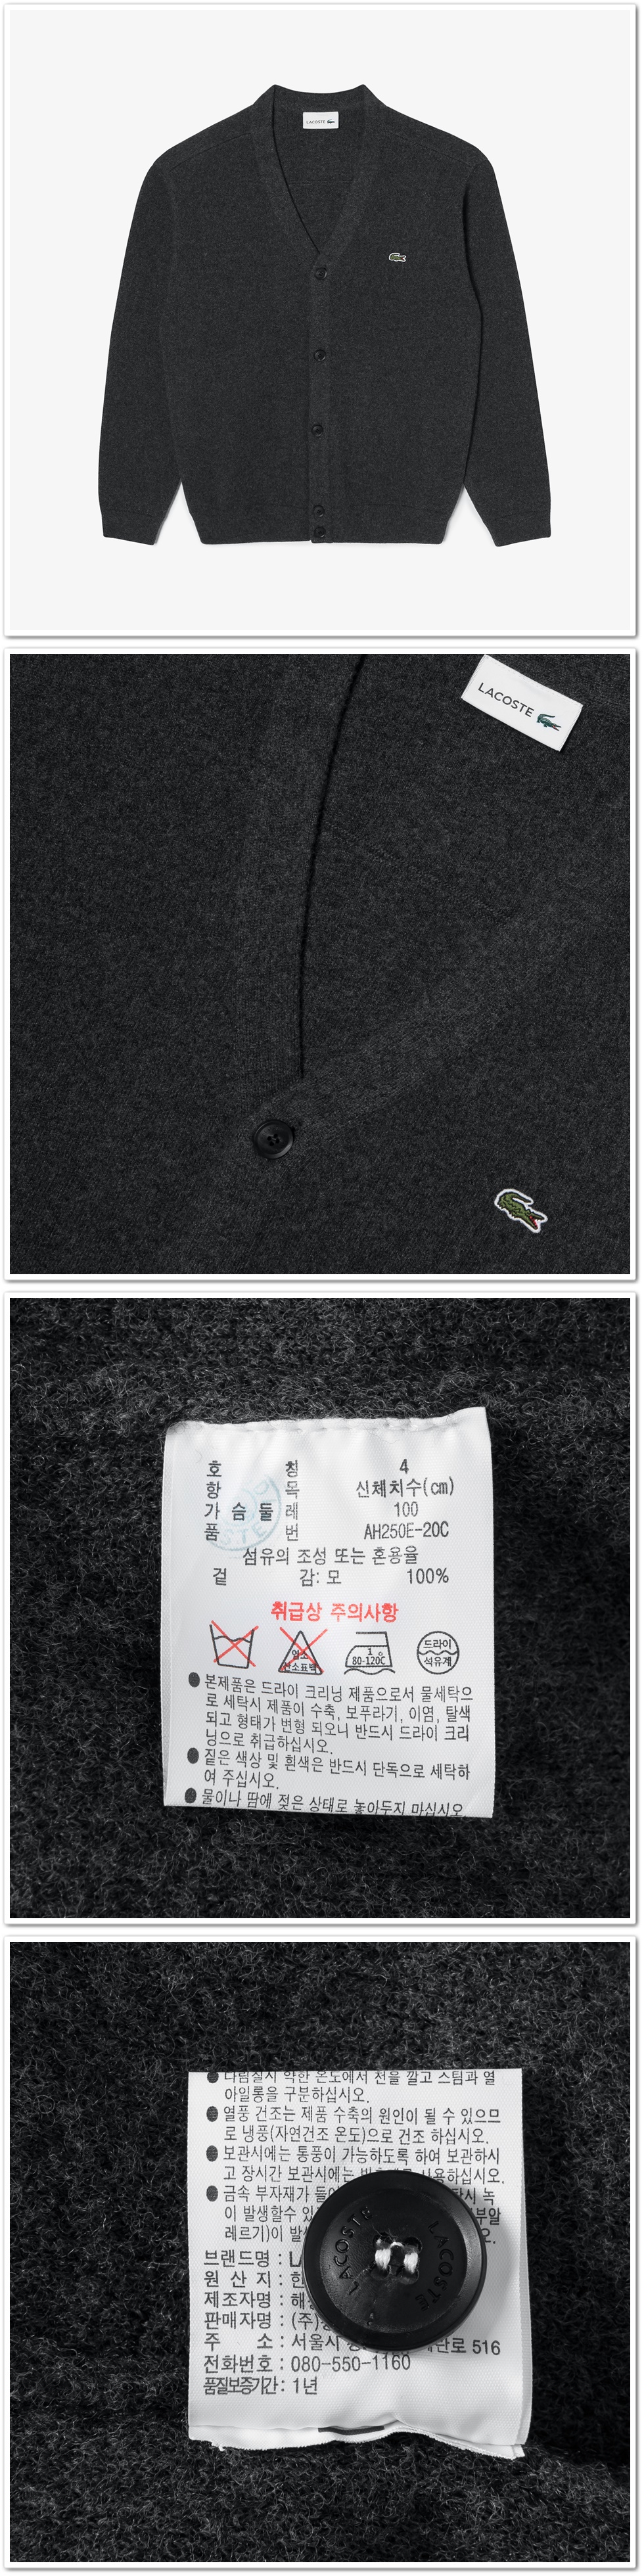 LACOSTE
LACOSTE
호 칭 4
항 목 신체치수(cm)
가 슴 둘 레 100
품 번 AH250E-20C
섬유의 조성 또는 혼용율
겉 감: 모 100%
취급상 주의사항
염소
산소표백
1
80-120C
드라이
석유계
본제품은 드라이 크리닝 제품으로서 물세탁으
로 세탁시 제품이 수축, 보푸라기, 이염, 탈색
되고 형태가 변형 되오니 반드시 드라이 크리
닝으로 취급하십시오.
짙은 색상 및 흰색은 반드시 단독으로 세탁하
여 주십시오.
물이나 땀에 젖은 상태로 놓아두지 마십시오
다림질시 약한 온도에서 천을 깔고 스팀과 열
아일롱을 구분하십시오.
열풍 건조는 제품 수축의 원인이 될 수 있으므
로 냉풍(자연건조 온도)으로 건조 하십시오.
보관시에는 통풍이 가능하도록 하여 보관하시
고 장시간 보관시에는 사용하십시오.
금속 부자재가 녹
이 발생할수
레르기)이
브랜드명 :
원 산 지 :
제조자명 :
판매자명 : (주)
주 소 : 서울시 516
전화번호 : 080-550-1160
품질보증기간 : 1년
LACOSTE
LACOSTE